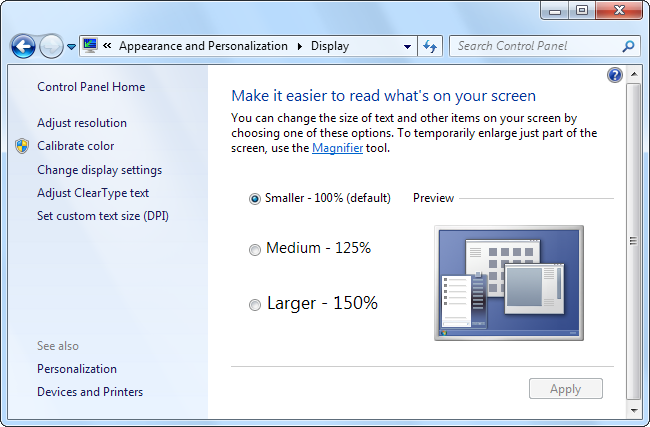 « Appearance and Personalization ▸ Display
Search Control Panel
Control Panel Home
Adjust resolution
Calibrate color
Change display settings
Adjust ClearType text
Set custom text size (DPI)
See also
Personalization
Devices and Printers
Make it easier to read what's on your screen
You can change the size of text and other items on your screen by
choosing one of these options. To temporarily enlarge just part of the
screen, use the Magnifier tool.
Smaller - 100% (default)
Preview
Medium - 125%
Larger - 150%
Apply